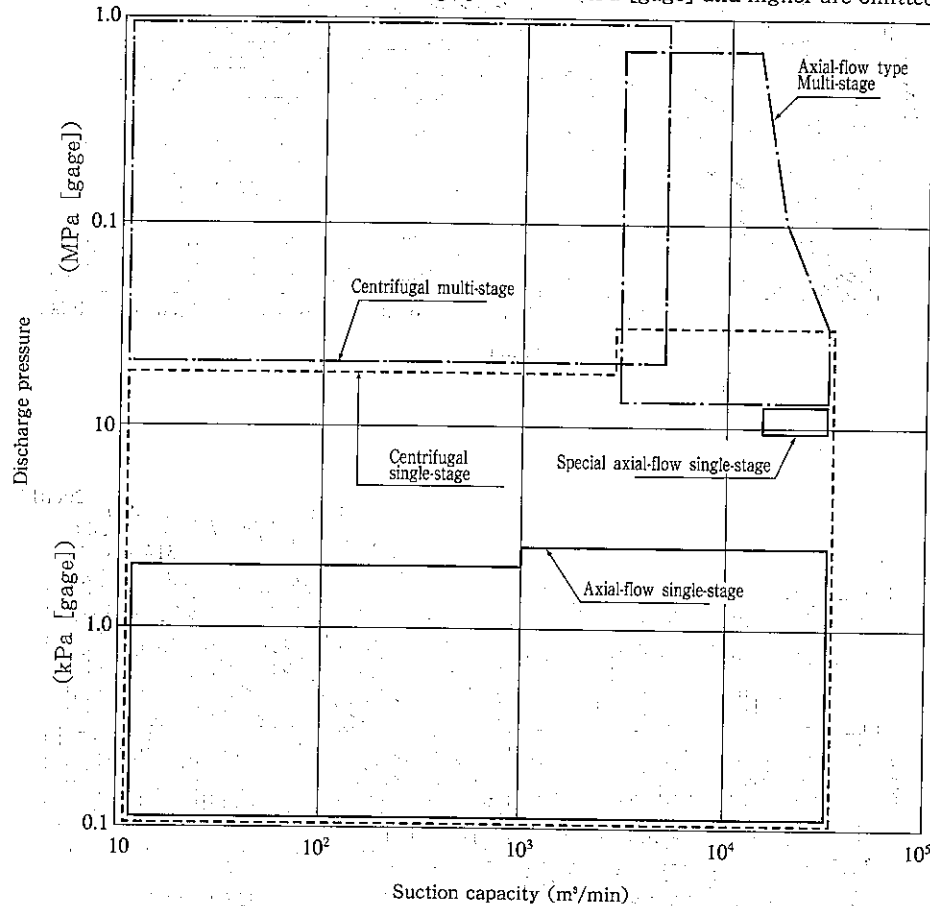 [gage] and higher are omitted
1.0
Axial-flow type
Multi-stage
(MPa [gage])
0.1
Centrifugal multi-stage
Discharge pressure
10
Centrifugal
single-stage
Special axial-flow single-stage
Axial-flow single-stage
1.0
(kPa [gage])
0.1
10
10²
10³
10⁴
10⁵
Suction capacity (m³/min)